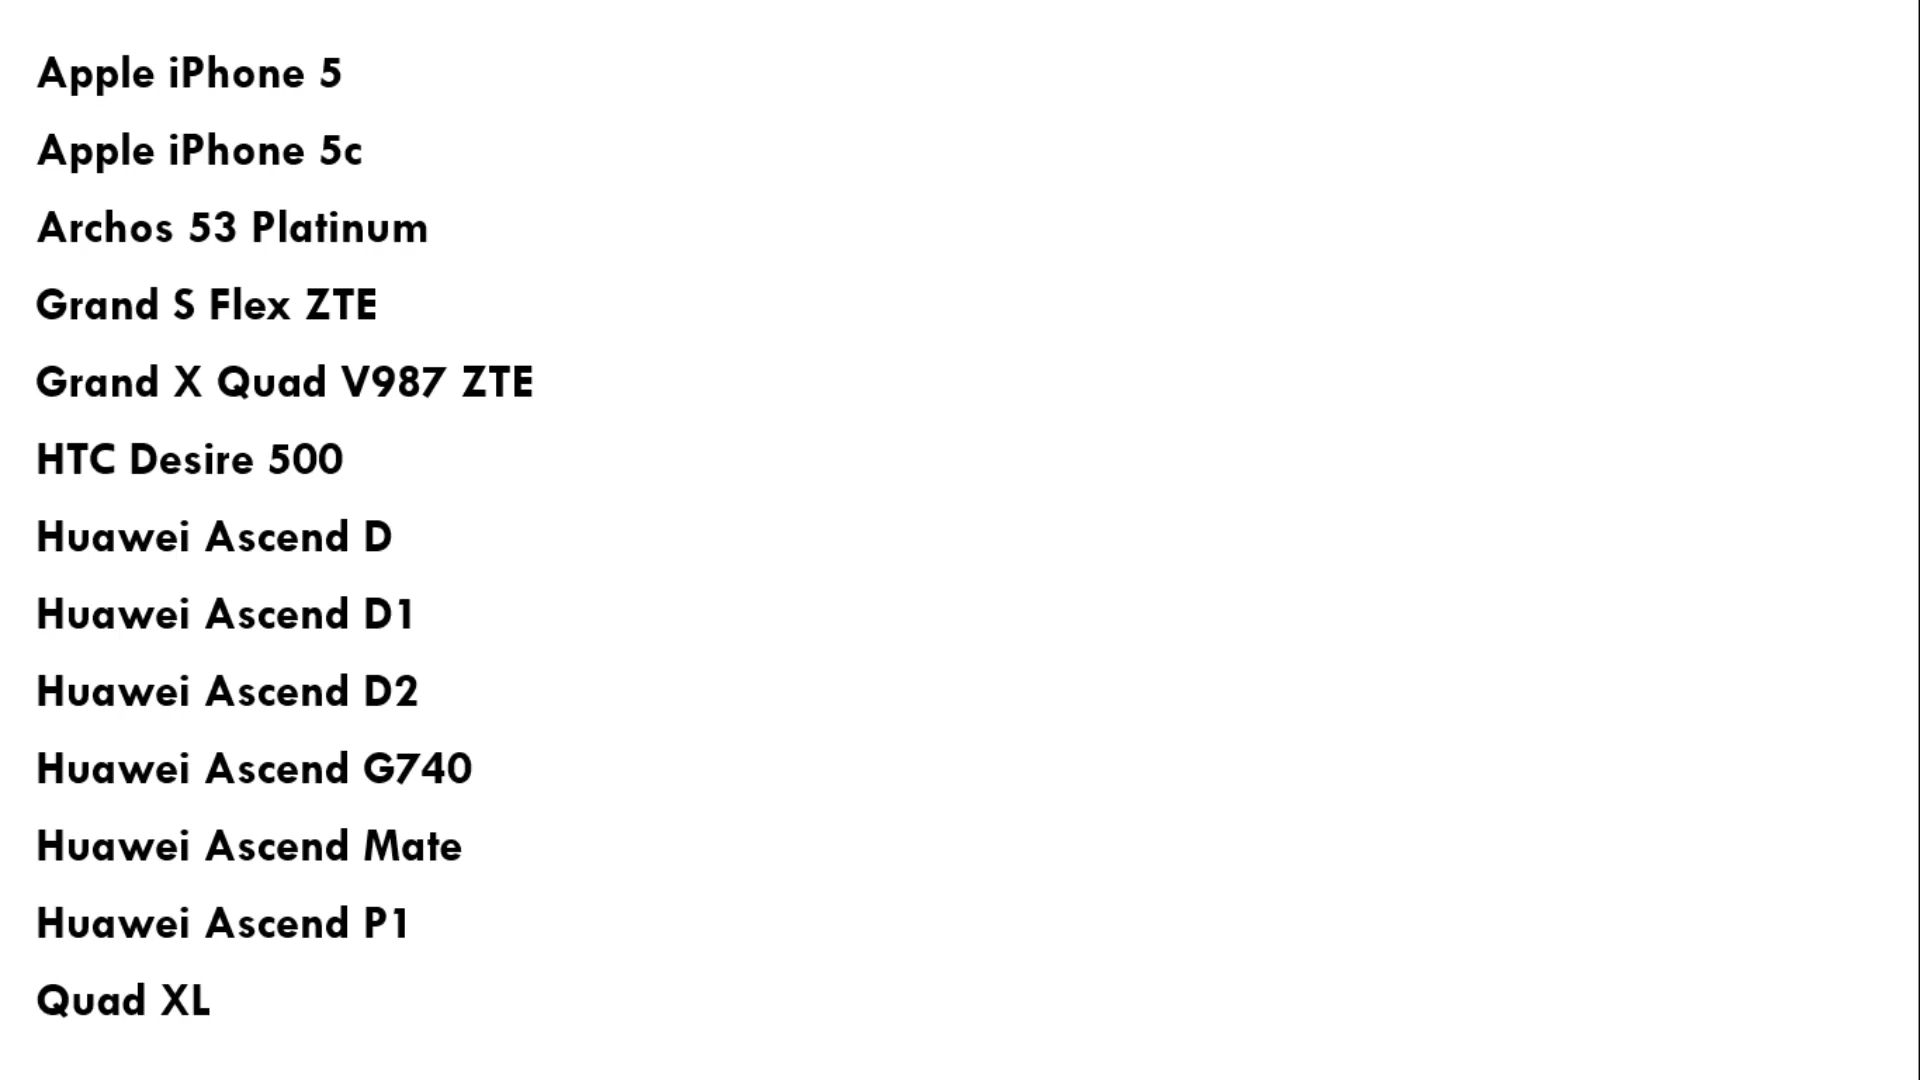 Apple iPhone 5
Apple iPhone 5c
Archos 53 Platinum
Grand S Flex ZTE
Grand X Quad V987 ZTE
HTC Desire 500
Huawei Ascend D
Huawei Ascend D1
Huawei Ascend D2
Huawei Ascend G740
Huawei Ascend Mate
Huawei Ascend P1
Quad XL